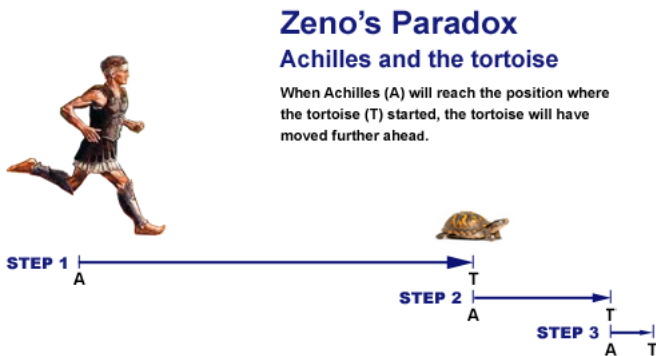 Zeno's Paradox
Achilles and the tortoise
When Achilles (A) will reach the position where
the tortoise (T) started, the tortoise will have
moved further ahead.
STEP 1
A T
STEP 2
A T
STEP 3
A T